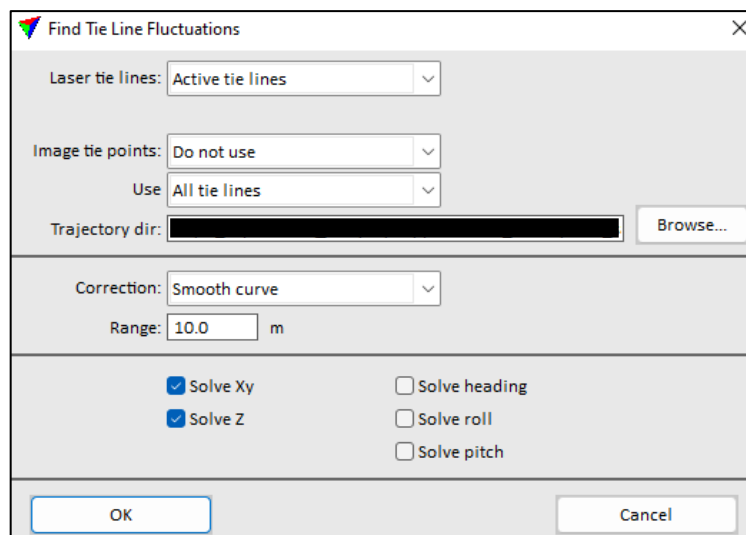 Find Tie Line Fluctuations
Laser tie lines: Active tie lines
Image tie points: Do not use
Use All tie lines
Trajectory dir: Browse...
Correction: Smooth curve
Range: 10.0 m
Solve Xy Solve heading
Solve Z Solve roll
Solve pitch
OK Cancel